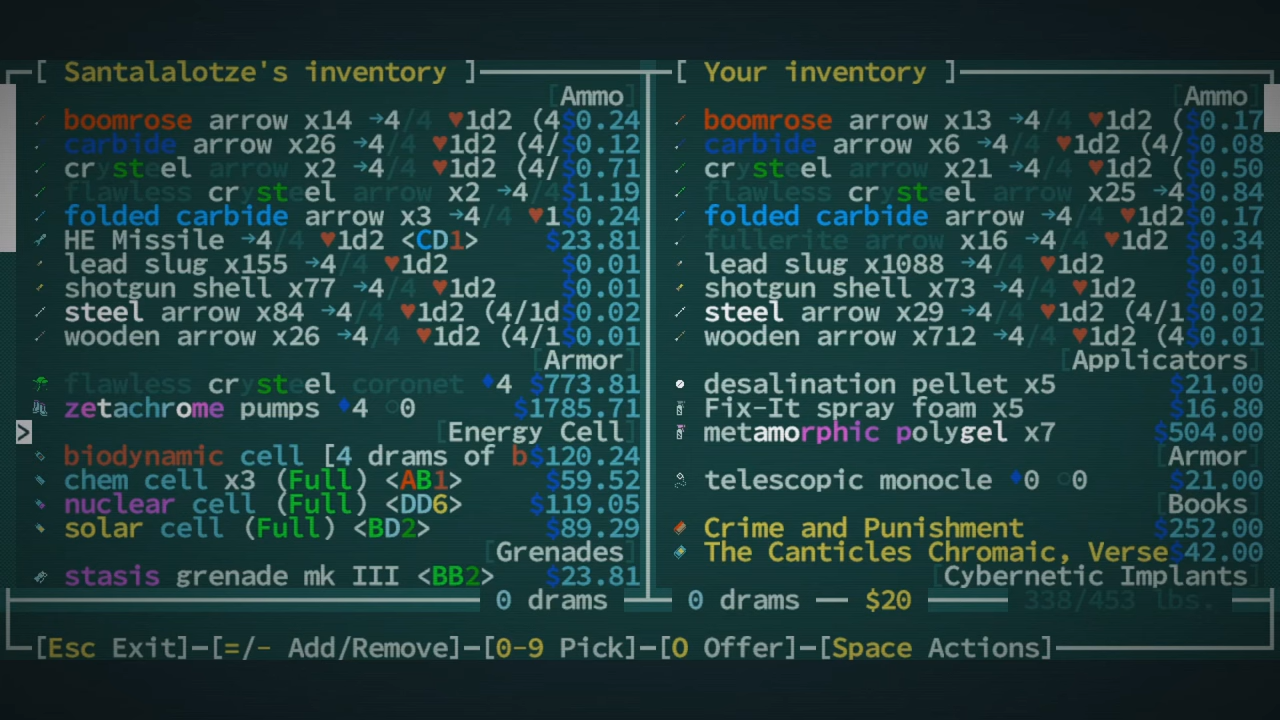 [ Santalalotze's inventory ]
[Ammo]
boomrose arrow x14 →4/4 ♥1d2 (4 $0.24
carbide arrow x26 →4/4 ♥1d2 (4/ $0.12
crysteel arrow x2 →4/4 ♥1d2 (4/ $0.71
flawless crysteel arrow x2 →4/ $1.19
folded carbide arrow x3 →4/4 ♥1 $0.24
HE Missile →4/4 ♥1d2 <CD1> $23.81
lead slug x155 →4/4 ♥1d2 $0.01
shotgun shell x77 →4/4 ♥1d2 $0.01
steel arrow x84 →4/4 ♥1d2 (4/1d $0.02
wooden arrow x26 →4/4 ♥1d2 (4/1 $0.01
[Armor]
flawless crysteel coronet ♦4 $773.81
zetachrome pumps ♦4 ○0 $1785.71
> [Energy Cell]
biodynamic cell [4 drams of b $120.24
chem cell x3 (Full) <AB1> $59.52
nuclear cell (Full) <DD6> $119.05
solar cell (Full) <BD2> $89.29
[Grenades]
stasis grenade mk III <BB2> $23.81
0 drams
[ Your inventory ]
[Ammo]
boomrose arrow x13 →4/4 ♥1d2 ( $0.17
carbide arrow x6 →4/4 ♥1d2 (4/ $0.08
crysteel arrow x21 →4/4 ♥1d2 ( $0.50
flawless crysteel arrow x25 →4 $0.84
folded carbide arrow →4/4 ♥1d2 $0.17
fullerite arrow x16 →4/4 ♥1d2 $0.34
lead slug x1088 →4/4 ♥1d2 $0.01
shotgun shell x73 →4/4 ♥1d2 $0.01
steel arrow x29 →4/4 ♥1d2 (4/1 $0.02
wooden arrow x712 →4/4 ♥1d2 (4 $0.01
[Applicators]
desalination pellet x5 $21.00
Fix-It spray foam x5 $16.80
metamorphic polygel x7 $504.00
[Armor]
telescopic monocle ♦0 ○0 $21.00
[Books]
Crime and Punishment $252.00
The Canticles Chromaic, Verse $42.00
[Cybernetic Implants]
0 drams — $20 338/453 lbs.
[Esc Exit]-[=/- Add/Remove]-[0-9 Pick]-[O Offer]-[Space Actions]